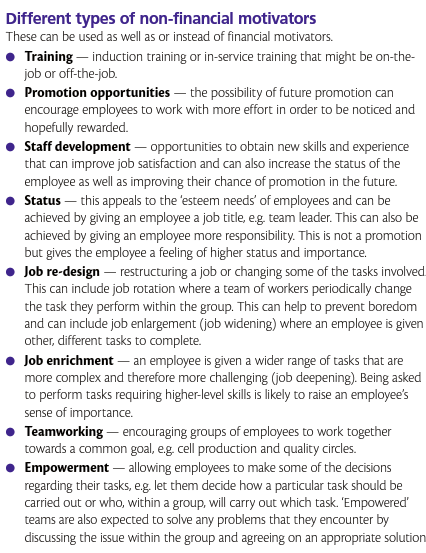 Different types of non-financial motivators
These can be used as well as or instead of financial motivators.
● Training — induction training or in-service training that might be on-the-
job or off-the-job.
● Promotion opportunities — the possibility of future promotion can
encourage employees to work with more effort in order to be noticed and
hopefully rewarded.
● Staff development — opportunities to obtain new skills and experience
that can improve job satisfaction and can also increase the status of the
employee as well as improving their chance of promotion in the future.
● Status — this appeals to the ‘esteem needs’ of employees and can be
achieved by giving an employee a job title, e.g. team leader. This can also be
achieved by giving an employee more responsibility. This is not a promotion
but gives the employee a feeling of higher status and importance.
● Job re-design — restructuring a job or changing some of the tasks involved
This can include job rotation where a team of workers periodically change
the task they perform within the group. This can help to prevent boredom
and can include job enlargement (job widening) where an employee is given
other, different tasks to complete.
● Job enrichment — an employee is given a wider range of tasks that are
more complex and therefore more challenging (job deepening). Being asked
to perform tasks requiring higher-level skills is likely to raise an employee’s
sense of importance.
● Teamworking — encouraging groups of employees to work together
towards a common goal, e.g. cell production and quality circles.
● Empowerment — allowing employees to make some of the decisions
regarding their tasks, e.g. let them decide how a particular task should be
carried out or who, within a group, will carry out which task. ‘Empowered’
teams are also expected to solve any problems that they encounter by
discussing the issue within the group and agreeing on an appropriate solution